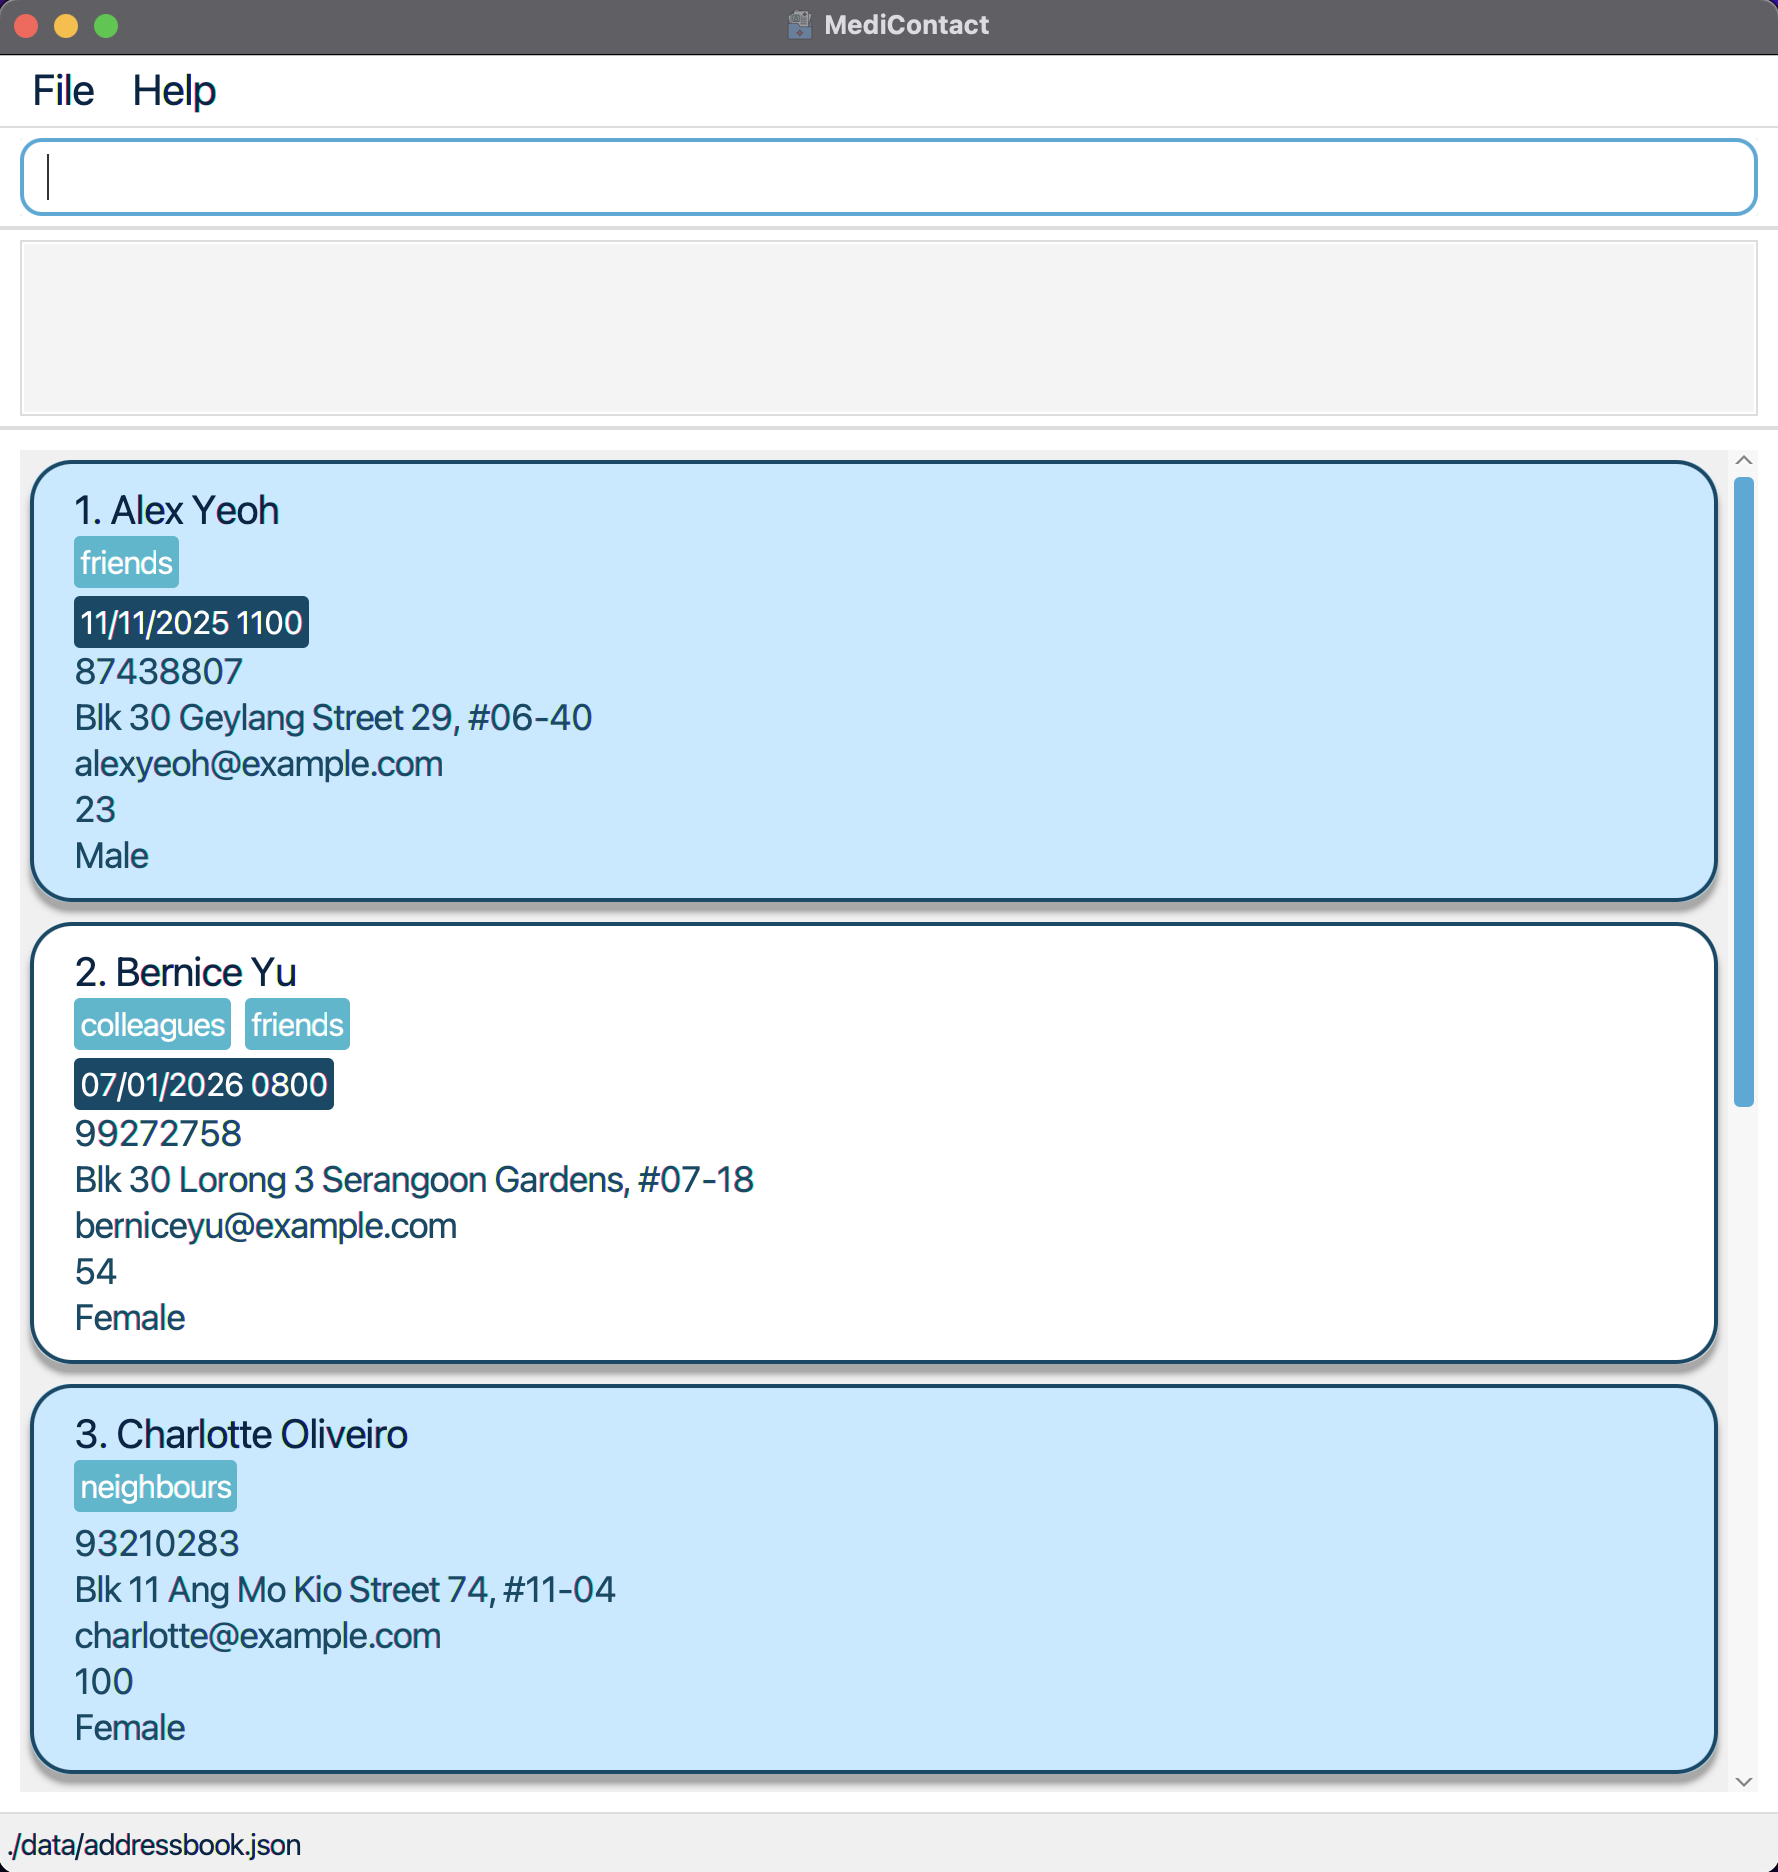 MediContact
File Help
1. Alex Yeoh
friends
11/11/2025 1100
87438807
Blk 30 Geylang Street 29, #06-40
alexyeoh@example.com
23
Male
2. Bernice Yu
colleagues friends
07/01/2026 0800
99272758
Blk 30 Lorong 3 Serangoon Gardens, #07-18
berniceyu@example.com
54
Female
3. Charlotte Oliveiro
neighbours
93210283
Blk 11 Ang Mo Kio Street 74, #11-04
charlotte@example.com
100
Female
./data/addressbook.json